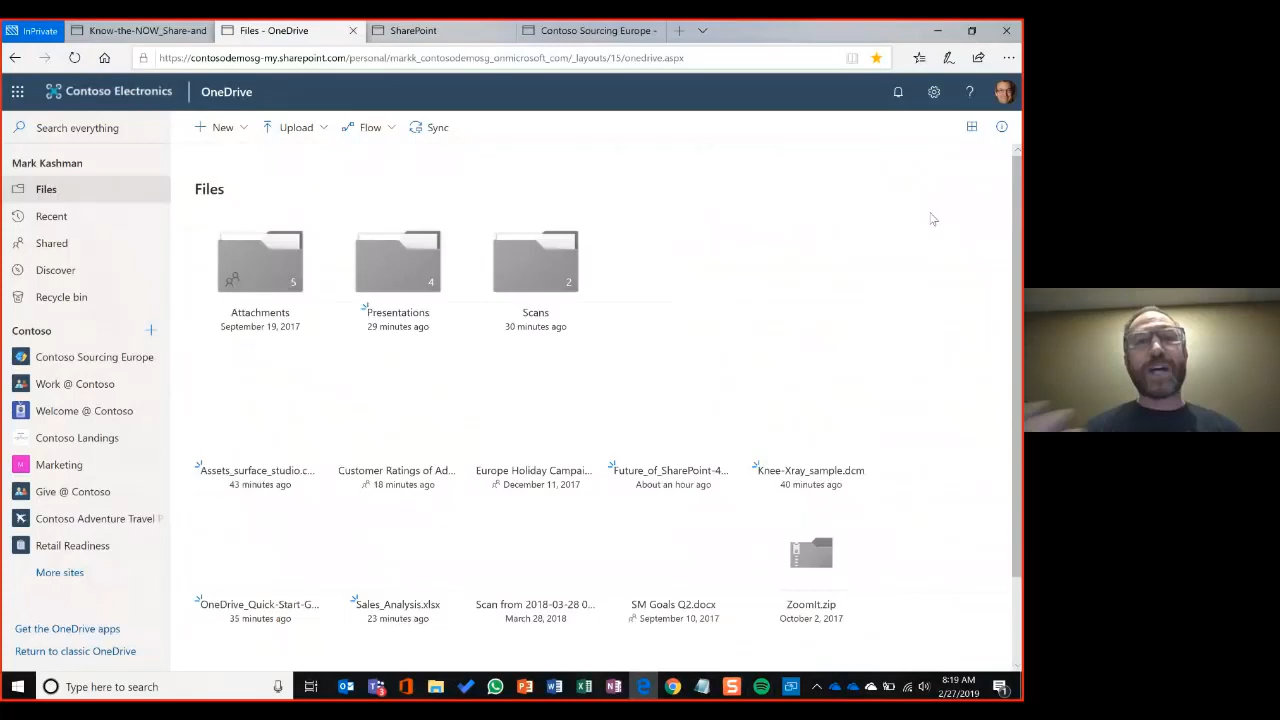 InPrivate
Know-the-NOW_Share-and
Files - OneDrive
SharePoint
Contoso Sourcing Europe -
https://contosodemosg-my.sharepoint.com/personal/markk_contosodemosg_onmicrosoft_com/_layouts/15/onedrive.aspx
Contoso Electronics
OneDrive
?
Search everything
New
Upload
Flow
Sync
Mark Kashman
Files
Recent
Shared
Discover
Recycle bin
Contoso
Contoso Sourcing Europe
Work @ Contoso
Welcome @ Contoso
Contoso Landings
Marketing
Give @ Contoso
Contoso Adventure Travel
Retail Readiness
More sites
Get the OneDrive apps
Return to classic OneDrive
Files
5
4
2
Attachments
September 19, 2017
Presentations
29 minutes ago
Scans
30 minutes ago
Assets_surface_studio.c...
43 minutes ago
Customer Ratings of Ad...
18 minutes ago
Europe Holiday Campai...
December 11, 2017
Future_of_SharePoint-4...
About an hour ago
Knee-Xray_sample.dcm
40 minutes ago
OneDrive_Quick-Start-G...
35 minutes ago
Sales_Analysis.xlsx
23 minutes ago
Scan from 2018-03-28 0...
March 28, 2018
SM Goals Q2.docx
September 10, 2017
ZoomIt.zip
October 2, 2017
Type here to search
8:19 AM
2/27/2019